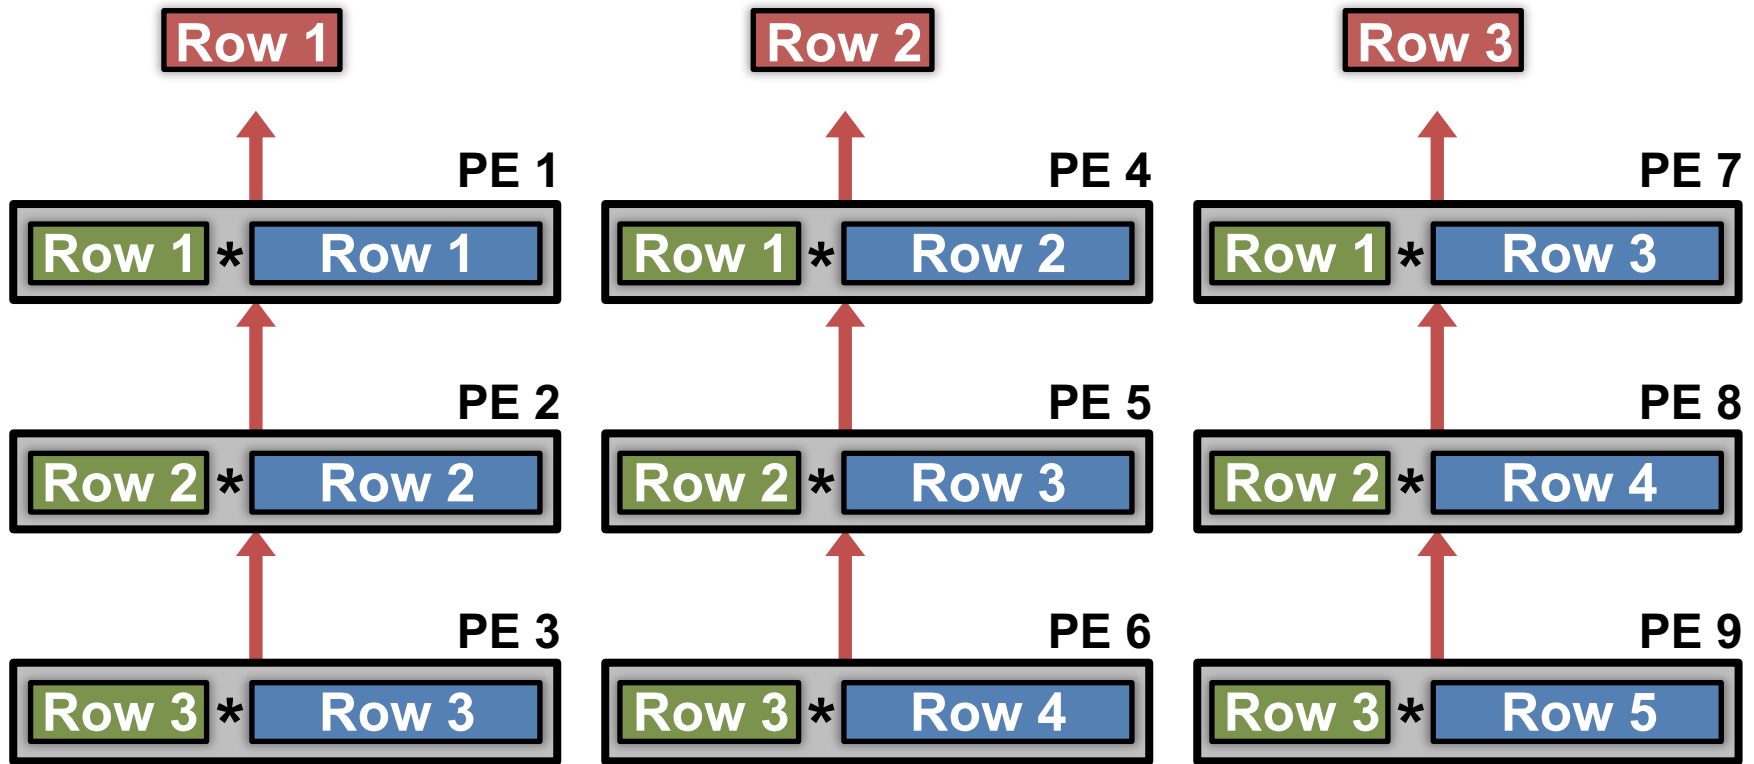 Row 1 Row 2 Row 3
PE 1 PE 4 PE 7
Row 1 * Row 1 Row 1 * Row 2 Row 1 * Row 3
PE 2 PE 5 PE 8
Row 2 * Row 2 Row 2 * Row 3 Row 2 * Row 4
PE 3 PE 6 PE 9
Row 3 * Row 3 Row 3 * Row 4 Row 3 * Row 5